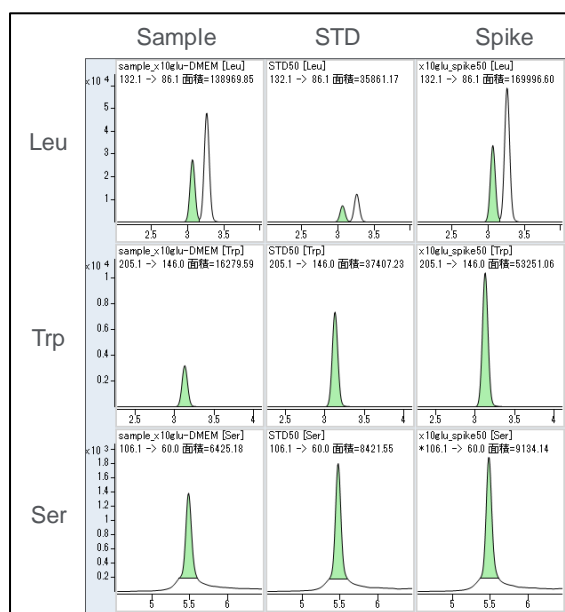 Sample STD Spike
Leu
sample_x10glu-DMEM [Leu]
132.1 -> 86.1 面積=138969.85
x10 4
5
4
3
2
1
2.5 3 3.5
STD50 [Leu]
132.1 -> 86.1 面積=35861.17
2.5 3 3.5 4
x10glu_spike50 [Leu]
132.1 -> 86.1 面積=169996.60
2.5 3 3.5
Trp
sample_x10glu-DMEM [Trp]
205.1 -> 146.0 面積=16279.59
x10 4
1
0.8
0.6
0.4
0.2
2.5 3 3.5 4
STD50 [Trp]
205.1 -> 146.0 面積=37407.23
2.5 3 3.5 4
x10glu_spike50 [Trp]
205.1 -> 146.0 面積=53251.06
2.5 3 3.5 4
Ser
sample_x10glu-DMEM [Ser]
106.1 -> 60.0 面積=6425.18
x10 3
1.8
1.6
1.4
1.2
1
0.8
0.6
0.4
0.2
5 5.5 6
STD50 [Ser]
106.1 -> 60.0 面積=8421.55
5 5.5 6
x10glu_spike50 [Ser]
*106.1 -> 60.0 面積=9134.14
5 5.5 6